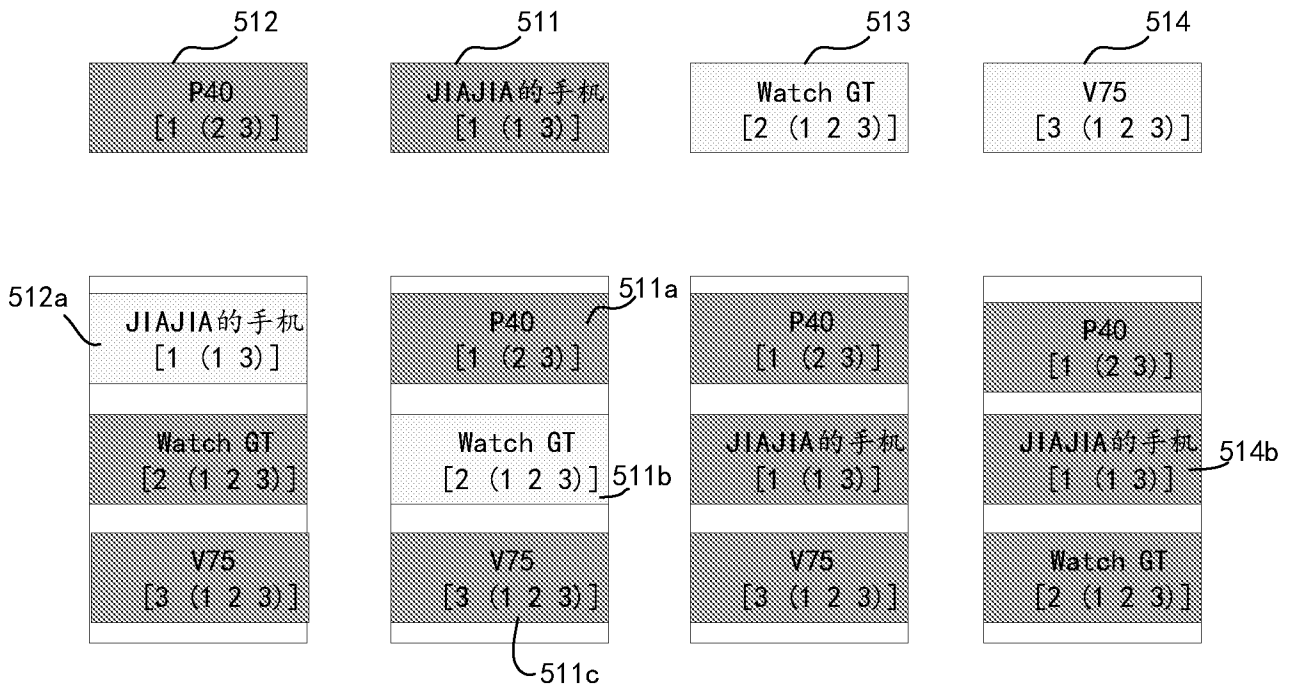 512
511
513
514
P40
[1 (2 3)]
JIAJIA的手机
[1 (1 3)]
Watch GT
[2 (1 2 3)]
V75
[3 (1 2 3)]
512a
JIAJIA的手机
[1 (1 3)]
Watch GT
[2 (1 2 3)]
V75
[3 (1 2 3)]
511a
P40
[1 (2 3)]
Watch GT
[2 (1 2 3)]
511b
V75
[3 (1 2 3)]
511c
P40
[1 (2 3)]
JIAJIA的手机
[1 (1 3)]
V75
[3 (1 2 3)]
P40
[1 (2 3)]
JIAJIA的手机
[1 (1 3)]
514b
Watch GT
[2 (1 2 3)]